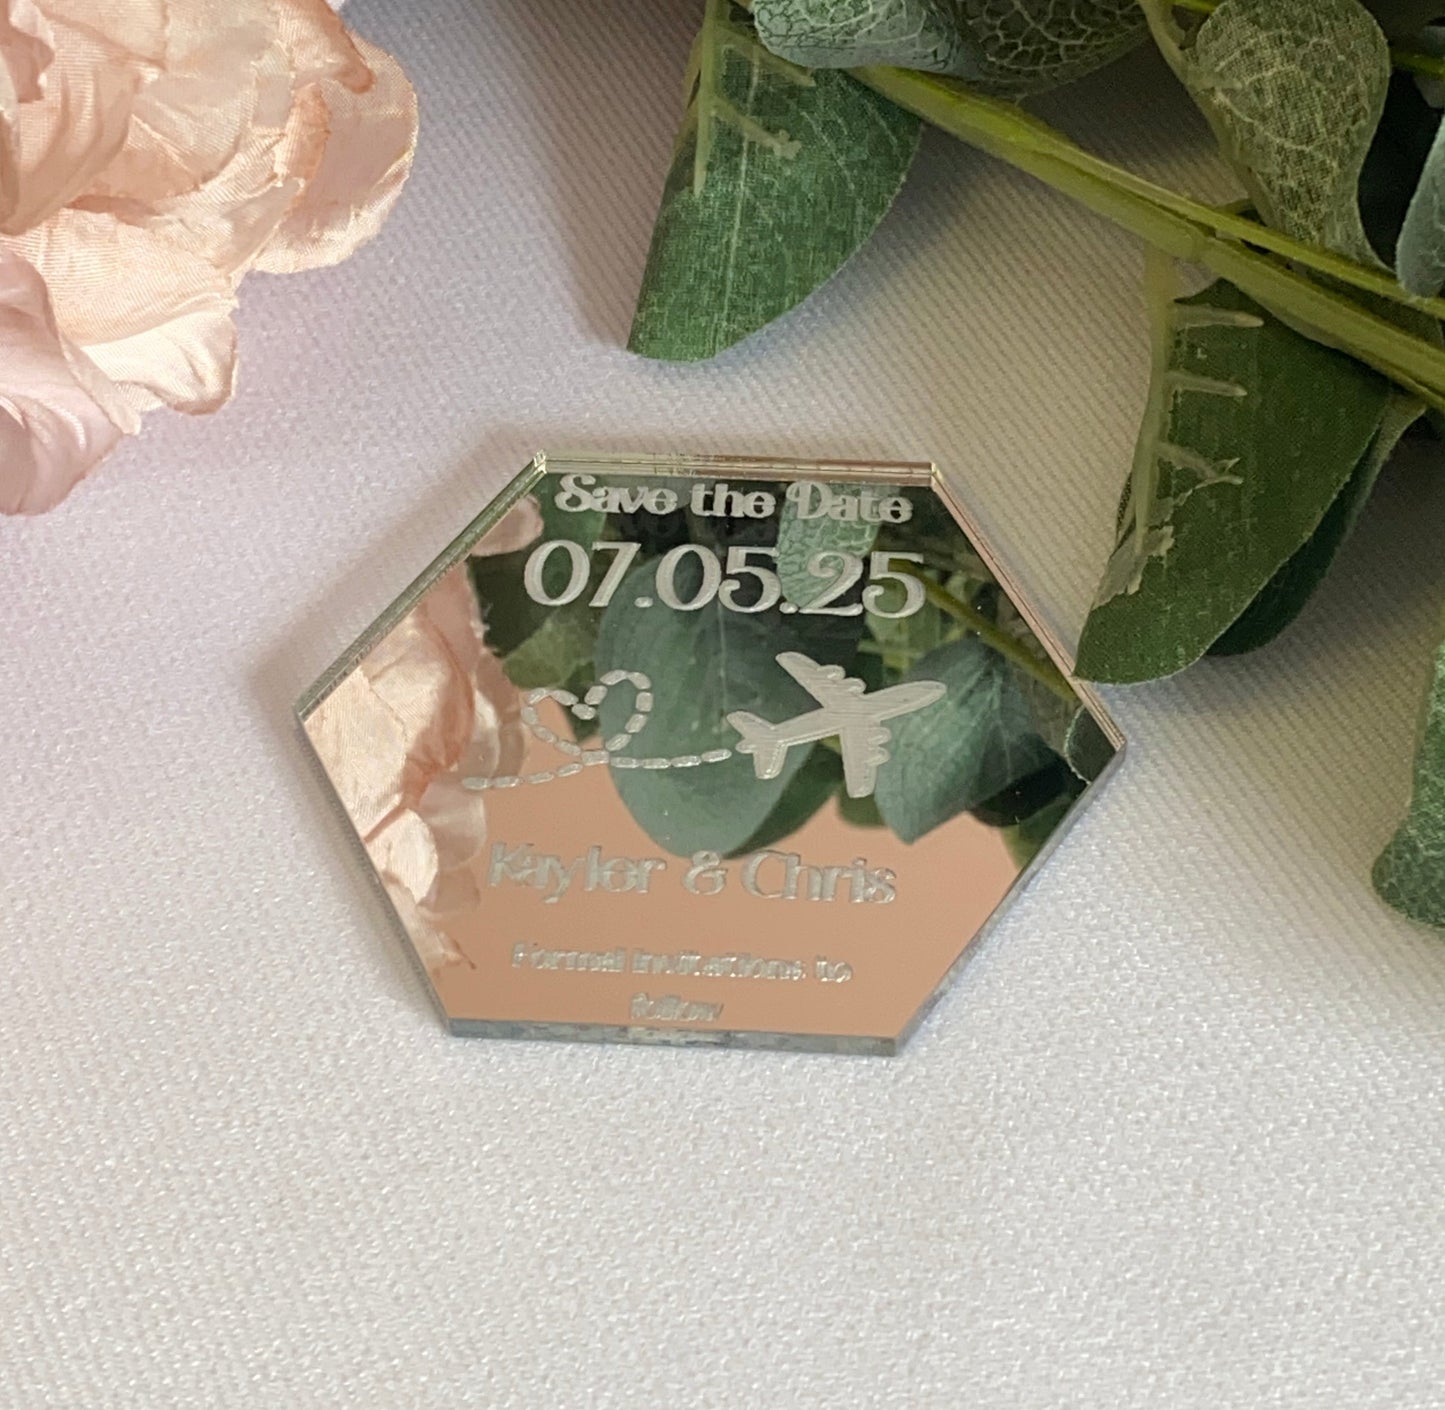 Save the Date
07.05.25
Kayler & Chris
Formal invitations to
follow